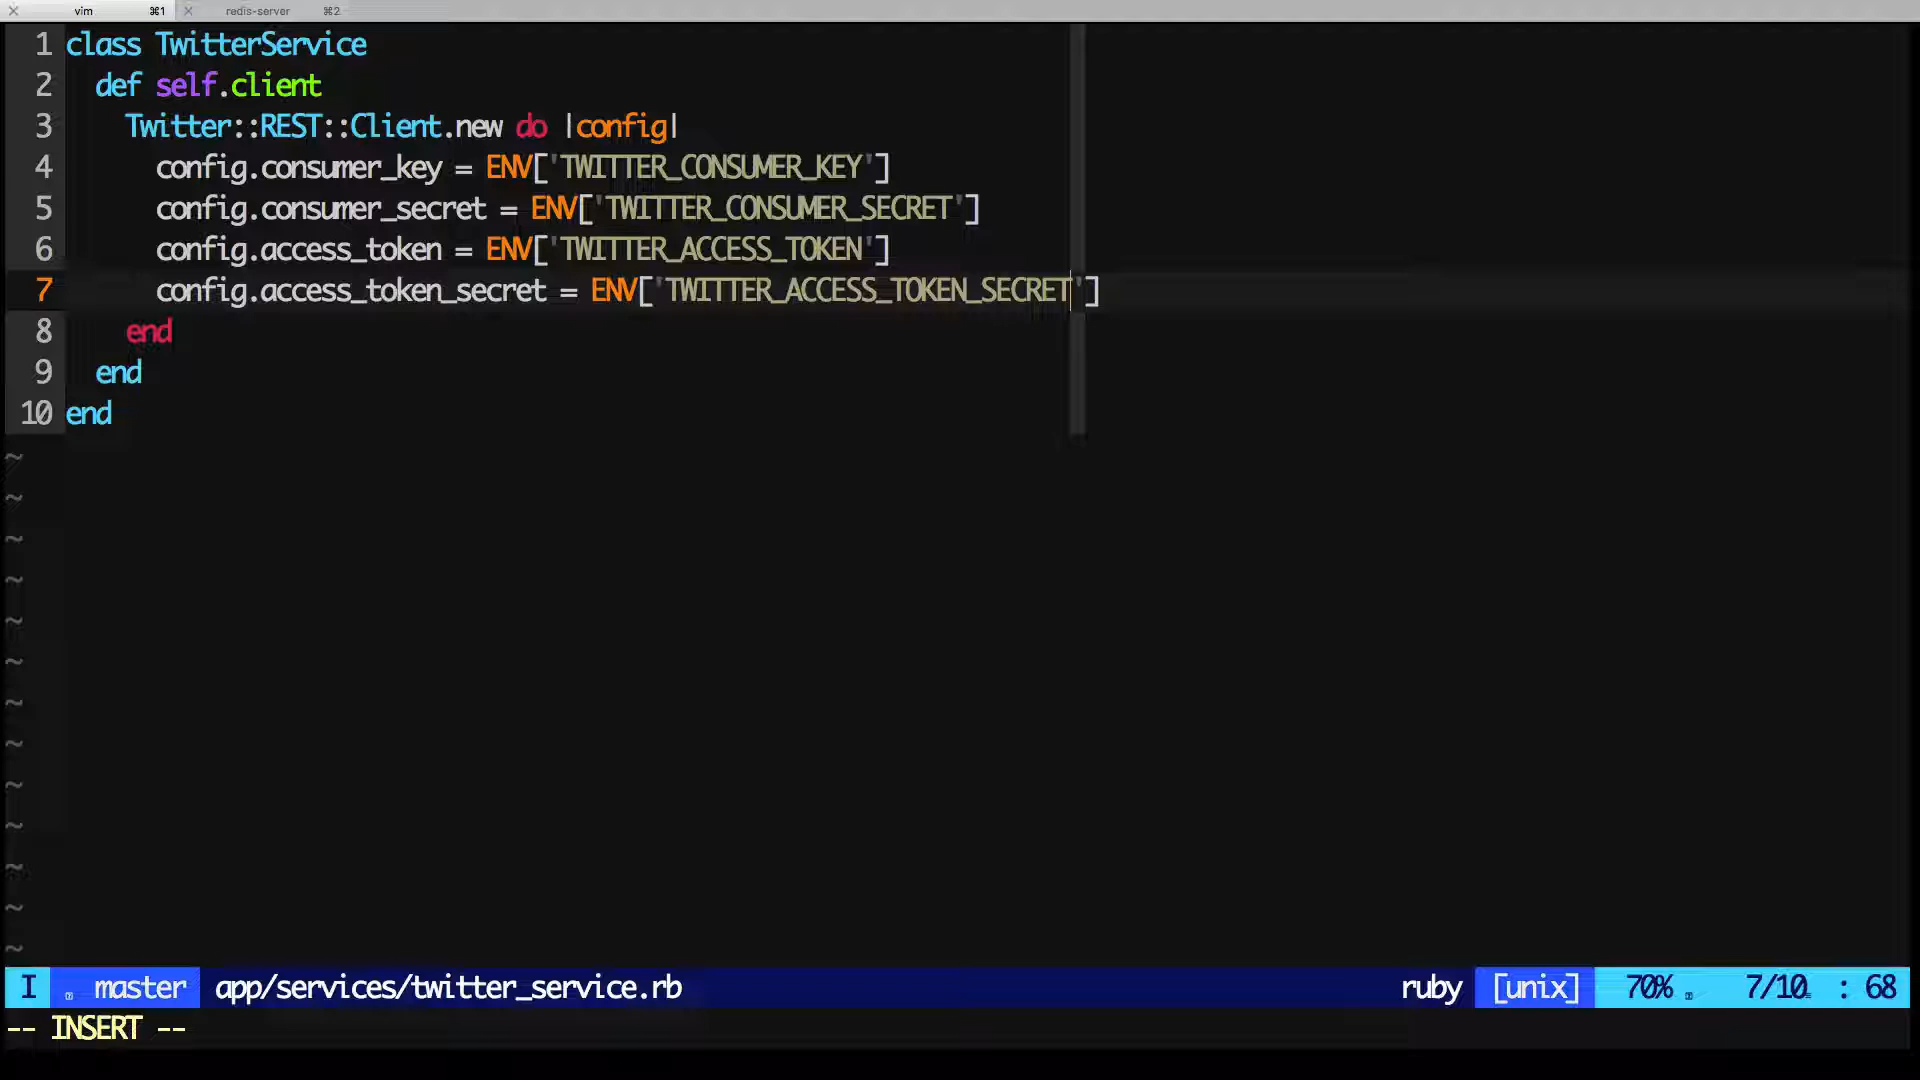 vim ⌘1 redis-server ⌘2
1 class TwitterService
2 def self.client
3 Twitter::REST::Client.new do |config|
4 config.consumer_key = ENV['TWITTER_CONSUMER_KEY']
5 config.consumer_secret = ENV['TWITTER_CONSUMER_SECRET']
6 config.access_token = ENV['TWITTER_ACCESS_TOKEN']
7 config.access_token_secret = ENV['TWITTER_ACCESS_TOKEN_SECRET']
8 end
9 end
10 end
~
~
~
~
~
~
~
~
~
~
~
~
~
I master app/services/twitter_service.rb ruby [unix] 70% 7/10 : 68
-- INSERT --